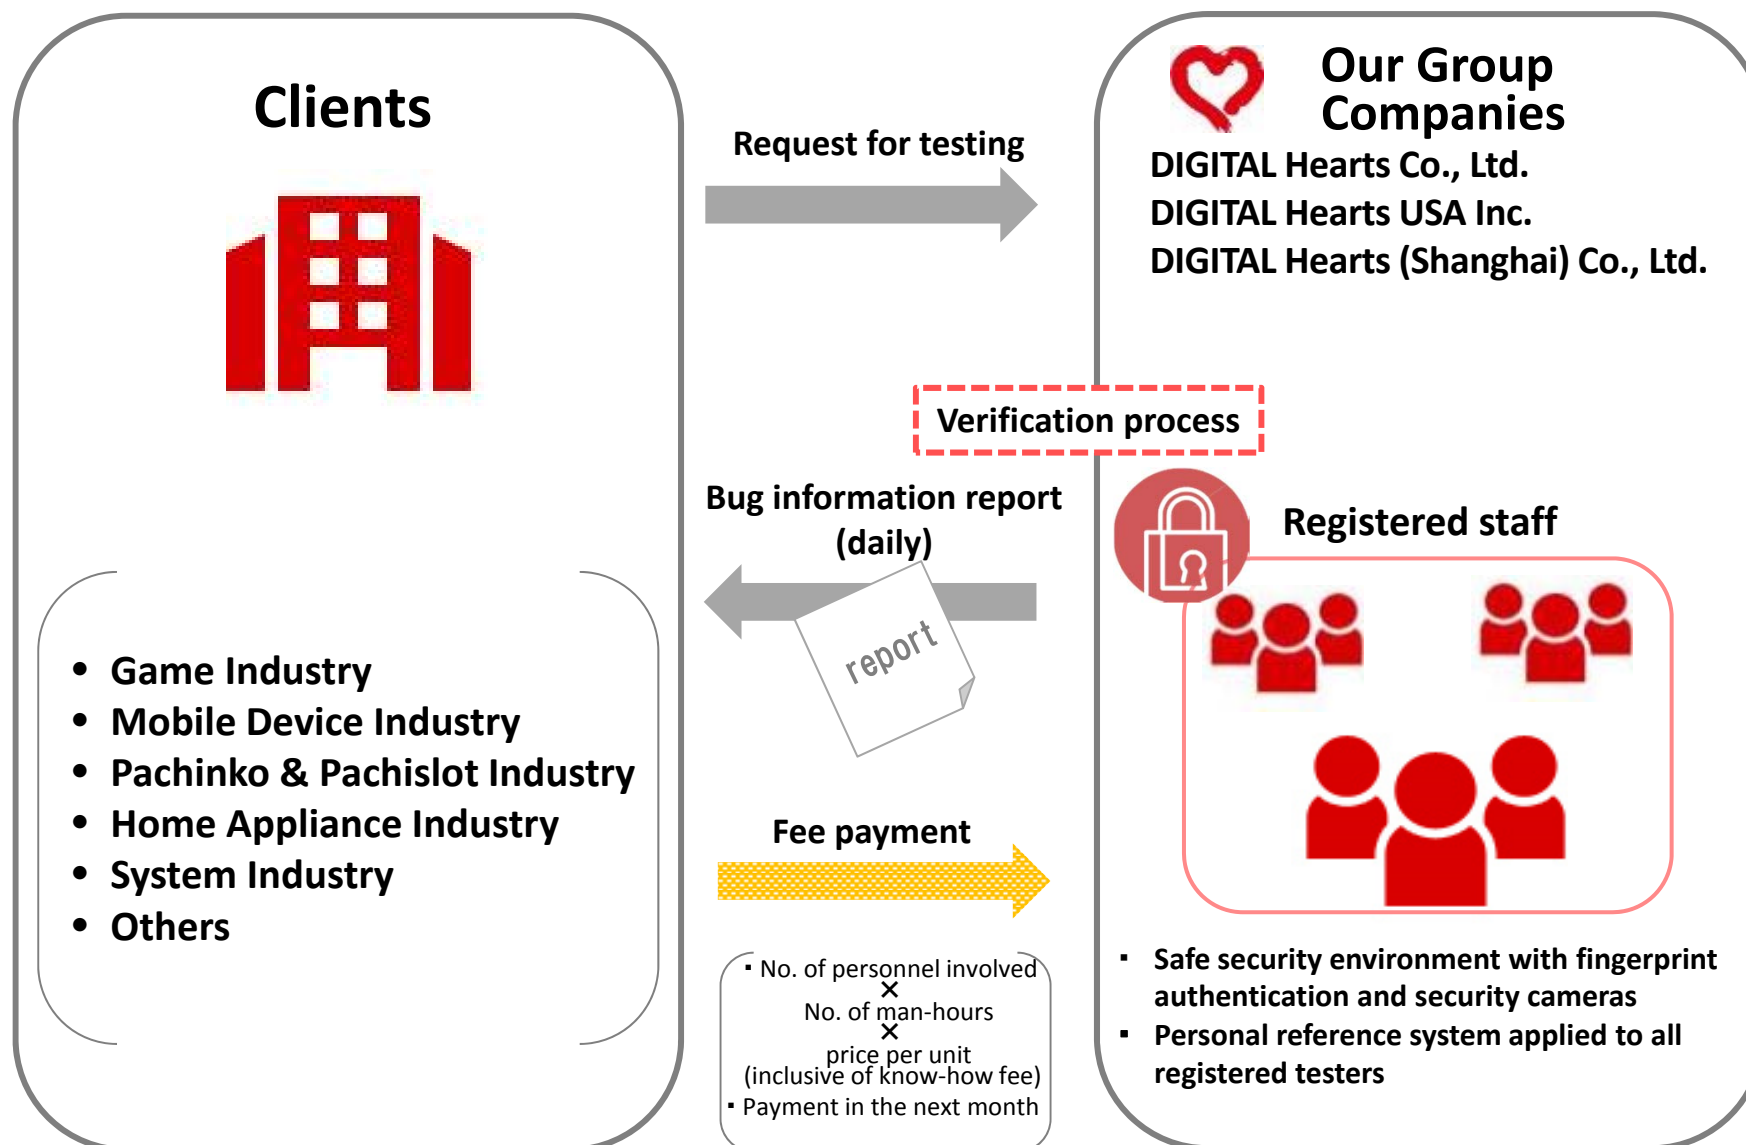 Clients
• Game Industry
• Mobile Device Industry
• Pachinko & Pachislot Industry
• Home Appliance Industry
• System Industry
• Others
Request for testing
Verification process
Bug information report
(daily)
report
Fee payment
▪ No. of personnel involved
×
No. of man-hours
×
price per unit
(inclusive of know-how fee)
▪ Payment in the next month
Our Group
Companies
DIGITAL Hearts Co., Ltd.
DIGITAL Hearts USA Inc.
DIGITAL Hearts (Shanghai) Co., Ltd.
Registered staff
▪ Safe security environment with fingerprint
authentication and security cameras
▪ Personal reference system applied to all
registered testers